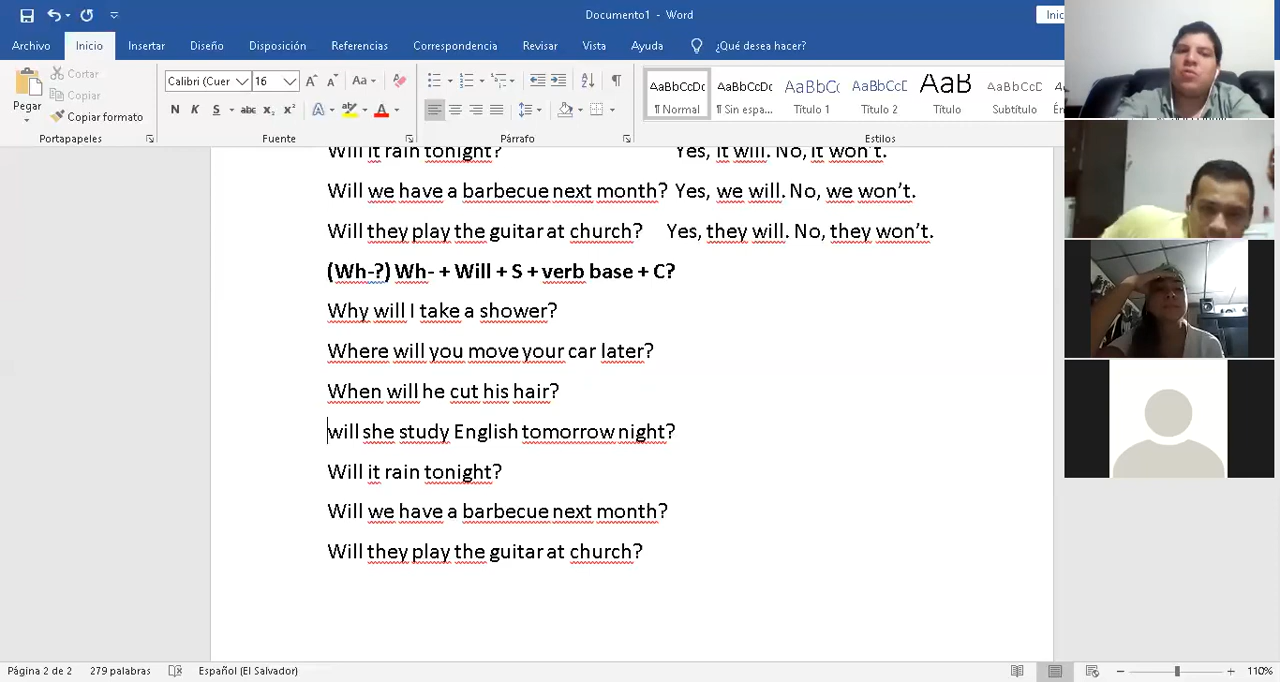 Documento1 - Word
Inic
Archivo Inicio Insertar Diseño Disposición Referencias Correspondencia Revisar Vista Ayuda ¿Qué desea hacer?
Pegar
Cortar
Copiar
Copiar formato
Portapapeles
Calibri (Cuer 16
N K S abc x₂ x² A A
Fuente
Párrafo
AaBbCcDc AaBbCcDc AaBbCc AaBbCcD AaB AaBbCcD
¶ Normal ¶ Sin espa... Título 1 Título 2 Título Subtítulo
Estilos
Will it rain tonight? Yes, it will. No, it won't.
Will we have a barbecue next month? Yes, we will. No, we won't.
Will they play the guitar at church? Yes, they will. No, they won't.
(Wh-?) Wh- + Will + S + verb base + C?
Why will I take a shower?
Where will you move your car later?
When will he cut his hair?
will she study English tomorrow night?
Will it rain tonight?
Will we have a barbecue next month?
Will they play the guitar at church?
Página 2 de 2 279 palabras Español (El Salvador) 110%